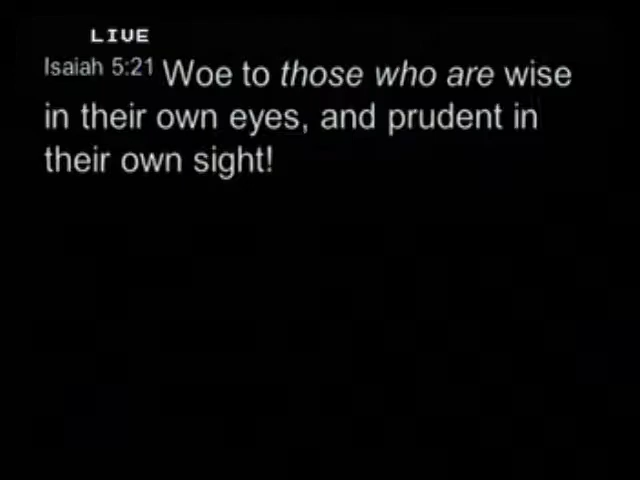 LIVE
Isaiah 5:21 Woe to those who are wise
in their own eyes, and prudent in
their own sight!